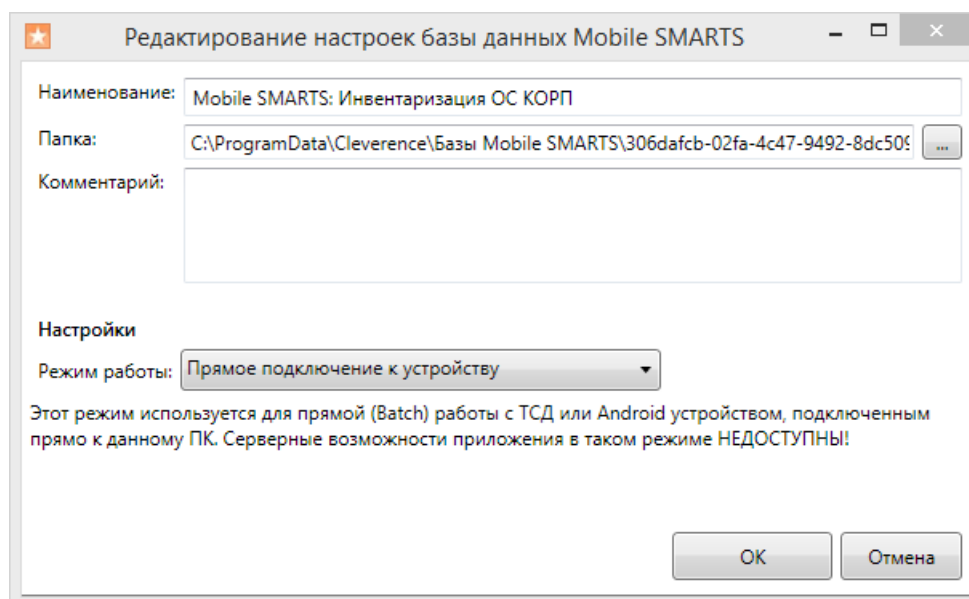 Редактирование настроек базы данных Mobile SMARTS
Наименование: Mobile SMARTS: Инвентаризация ОС КОРП
Папка: C:\ProgramData\Cleverence\Базы Mobile SMARTS\306dafcb-02fa-4c47-9492-8dc509 ...
Комментарий:
Настройки
Режим работы: Прямое подключение к устройству
Этот режим используется для прямой (Batch) работы с ТСД или Android устройством, подключенным
прямо к данному ПК. Серверные возможности приложения в таком режиме НЕДОСТУПНЫ!
ОК Отмена